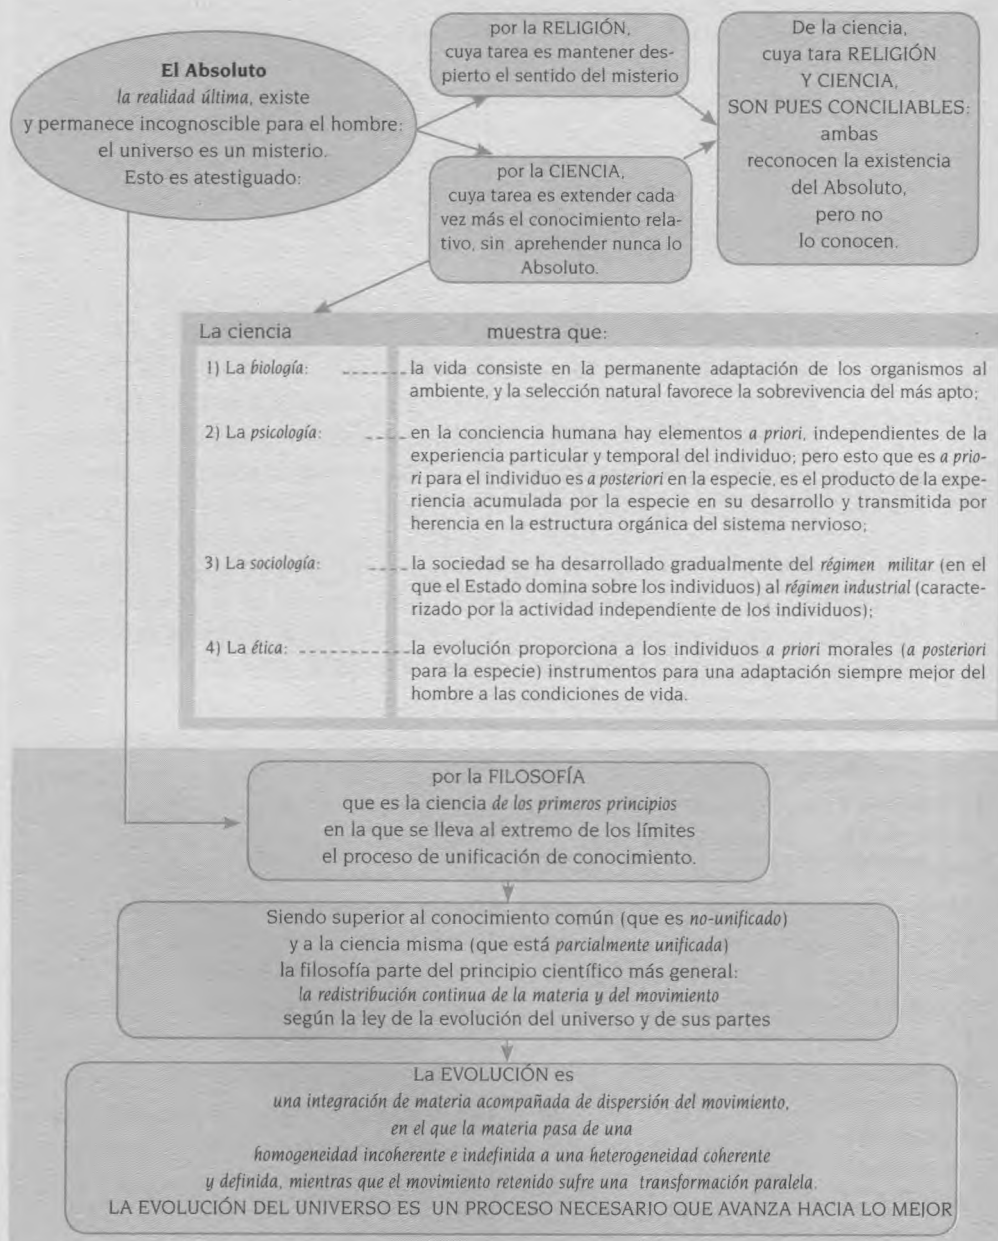 El Absoluto
la realidad última, existe
y permanece incognoscible para el hombre:
el universo es un misterio.
Esto es atestiguado:
por la RELIGIÓN,
cuya tarea es mantener des-
pierto el sentido del misterio
por la CIENCIA,
cuya tarea es extender cada
vez más el conocimiento rela-
tivo, sin aprehender nunca lo
Absoluto.
De la ciencia,
cuya tara RELIGIÓN
Y CIENCIA,
SON PUES CONCILIABLES:
ambas
reconocen la existencia
del Absoluto,
pero no
lo conocen.
La ciencia muestra que:
1) La biología: la vida consiste en la permanente adaptación de los organismos al
ambiente, y la selección natural favorece la sobrevivencia del más apto;
2) La psicología: en la conciencia humana hay elementos a priori, independientes de la
experiencia particular y temporal del individuo; pero esto que es a prio-
ri para el individuo es a posteriori en la especie, es el producto de la expe-
riencia acumulada por la especie en su desarrollo y transmitida por
herencia en la estructura orgánica del sistema nervioso;
3) La sociología: la sociedad se ha desarrollado gradualmente del régimen militar (en el
que el Estado domina sobre los individuos) al régimen industrial (caracte-
rizado por la actividad independiente de los individuos);
4) La ética: la evolución proporciona a los individuos a priori morales (a posteriori
para la especie) instrumentos para una adaptación siempre mejor del
hombre a las condiciones de vida.
por la FILOSOFÍA
que es la ciencia de los primeros principios
en la que se lleva al extremo de los límites
el proceso de unificación de conocimiento.
Siendo superior al conocimiento común (que es no-unificado)
y a la ciencia misma (que está parcialmente unificada)
la filosofía parte del principio científico más general:
la redistribución continua de la materia y del movimiento
según la ley de la evolución del universo y de sus partes
La EVOLUCIÓN es
una integración de materia acompañada de dispersión del movimiento,
en el que la materia pasa de una
homogeneidad incoherente e indefinida a una heterogeneidad coherente
y definida, mientras que el movimiento retenido sufre una transformación paralela.
LA EVOLUCIÓN DEL UNIVERSO ES UN PROCESO NECESARIO QUE AVANZA HACIA LO MEJOR